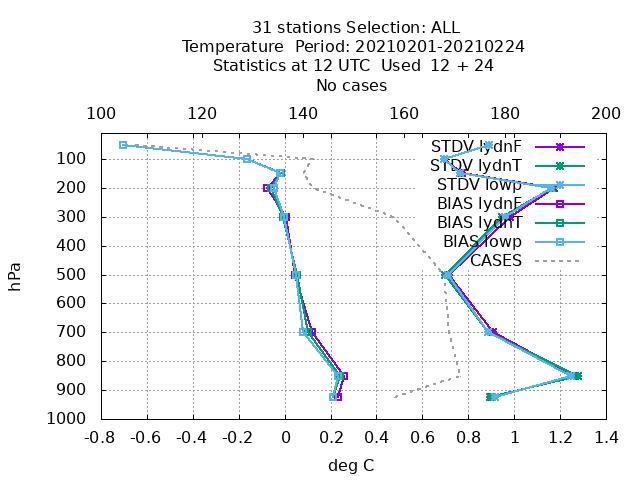 31 stations Selection: ALL
Temperature  Period: 20210201-20210224
Statistics at 12 UTC  Used  12 + 24
No cases
100 120 140 160 180 200
STDV lydnF
STDV lydnT
STDV lowp
BIAS lydnF
BIAS lydnT
BIAS lowp
CASES
100
200
300
400
500
600
700
800
900
1000
hPa
-0.8 -0.6 -0.4 -0.2 0 0.2 0.4 0.6 0.8 1 1.2 1.4
deg C